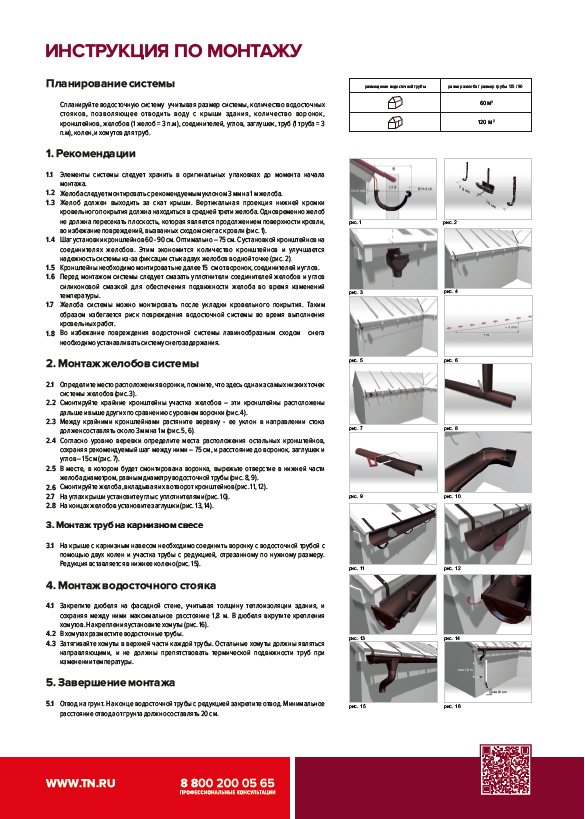 ИНСТРУКЦИЯ ПО МОНТАЖУ
Планирование системы
Спланируйте водосточную систему учитывая размер системы, количество водосточных
стояков, позволяющее отводить воду с крыши здания, количество воронок,
кронштейнов, желобов (1 желоб = 3 п.м), соединителей, углов, заглушек, труб (1 труба = 3
п.м), колен, и хомутов для труб.
1. Рекомендации
1.1 Элементы системы следует хранить в оригинальных упаковках до момента начала
монтажа.
1.2 Желоба следует монтировать с рекомендуемым уклоном 3 мм на 1 м желоба.
1.3 Желоб должен выходить за скат крыши. Вертикальная проекция нижней кромки
кровельного покрытия должна находиться в средней трети желоба. Одновременно желоб
не должна пересекать плоскость, которая является продолжением поверхности кровли,
во избежание повреждений, вызванных сходом снега с кровли (рис. 1).
1.4 Шаг установки кронштейнов 60 - 90 см. Оптимально – 75 см. С установкой кронштейнов на
соединителях желобов. Этим экономится количество кронштейнов и улучшается
надежность системы из-за фиксации стыка двух желобов в одной точке (рис. 2).
1.5 Кронштейны необходимо монтировать не далее 15 см от воронок, соединителей и углов.
1.6 Перед монтажом системы следует смазать уплотнители соединителей желобов и углов
силиконовой смазкой для обеспечения подвижности желоба во время изменений
температуры.
1.7 Желоба системы можно монтировать после укладки кровельного покрытия. Таким
образом избегается риск повреждения водосточной системы во время выполнения
кровельных работ.
1.8 Во избежание повреждения водосточной системы лавинообразным сходом снега
необходимо устанавливать систему снегозадержания.
2. Монтаж желобов системы
2.1 Определите место расположения воронки, помните, что здесь одна из самых низких точек
системы желобов (рис.3).
2.2 Смонтируйте крайние кронштейны участка желобов – эти кронштейны расположены
дальше и выше других по сравнению с уровнем воронки (рис.4).
2.3 Между крайними кронштейнами растяните веревку - ее уклон в направлении стока
должен составлять около 3 мм на 1 м (рис. 5, 6).
2.4 Согласно уровню веревки определите места расположения остальных кронштейнов,
сохраняя рекомендуемый шаг между ними – 75 см, и расстояние до воронок, заглушек и
углов – 15 см (рис. 7).
2.5 В месте, в котором будет смонтирована воронка, вырежьте отверстие в нижней части
желоба диаметром, равным диаметру водосточной трубы (рис. 8, 9).
2.6 Смонтируйте желоба, вкладывая их в отворот кронштейнов (рис. 11, 12).
2.7 На углах крыши установите углы с уплотнителями (рис. 10).
2.8 На концах желобов установите заглушки (рис. 13, 14).
3. Монтаж труб на карнизном свесе
3.1 На крыше с карнизным навесом необходимо соединить воронку с водосточной трубой с
помощью двух колен и участка трубы с редукцией, отрезанному по нужному размеру.
Редукция вставляется в нижнее колено (рис. 15).
4. Монтаж водосточного стояка
4.1 Закрепите дюбеля на фасадной стене, учитывая толщину теплоизоляции здания, и
сохраняя между ними максимальное расстояние 1,8 м. В дюбеля вкрутите крепления
хомутов. На крепления установите хомуты (рис. 16).
4.2 В хомутах разместите водосточные трубы.
4.3 Затягивайте хомуты в верхней части каждой трубы. Остальные хомуты должны являться
направляющими, и не должны препятствовать термической подвижности труб при
изменении температуры.
5. Завершение монтажа
5.1 Отвод на грунт. На конце водосточной трубы с редукцией закрепите отвод. Минимальное
расстояние отвода от грунта должно составлять 20 см.
размещение водосточной трубы
размер желоба / размер трубы 125 / 90
60 м²
120 м²
рис. 1
рис. 2
рис. 3
рис. 4
рис. 5
рис. 6
рис. 7
рис. 8
рис. 9
рис. 10
рис. 11
рис. 12
рис. 13
рис. 14
рис. 15
рис. 16
WWW.TN.RU
8 800 200 05 65
ПРОФЕССИОНАЛЬНЫЕ КОНСУЛЬТАЦИИ